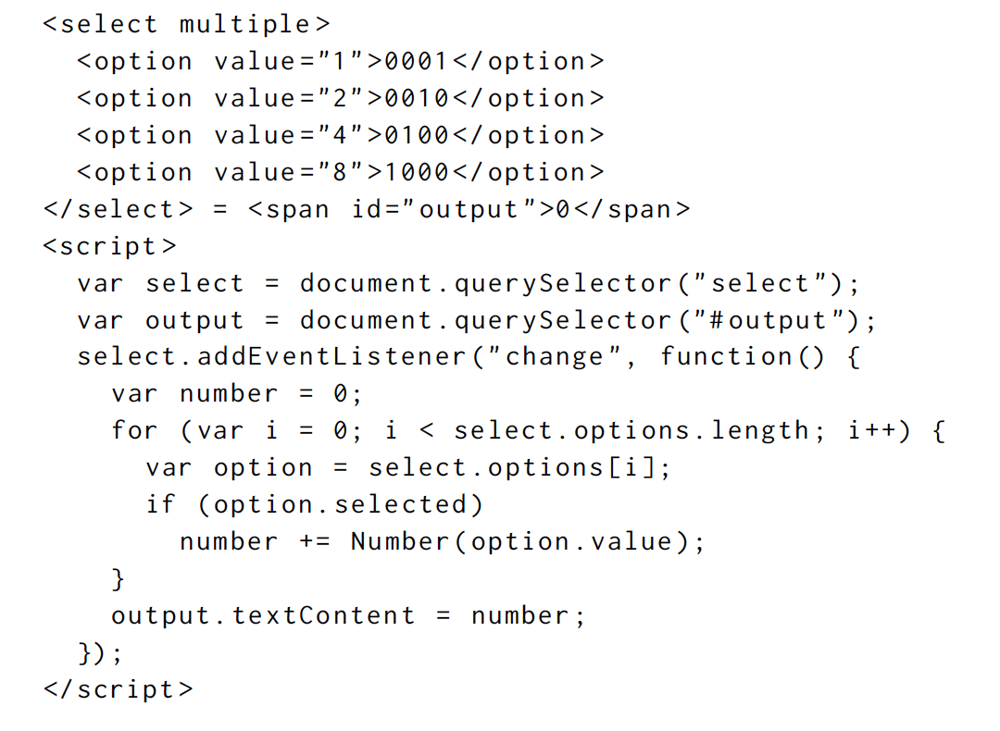 <select multiple>
  <option value="1">0001</option>
  <option value="2">0010</option>
  <option value="4">0100</option>
  <option value="8">1000</option>
</select> = <span id="output">0</span>
<script>
  var select = document.querySelector("select");
  var output = document.querySelector("#output");
  select.addEventListener("change", function() {
    var number = 0;
    for (var i = 0; i < select.options.length; i++) {
      var option = select.options[i];
      if (option.selected)
        number += Number(option.value);
    }
    output.textContent = number;
  });
</script>